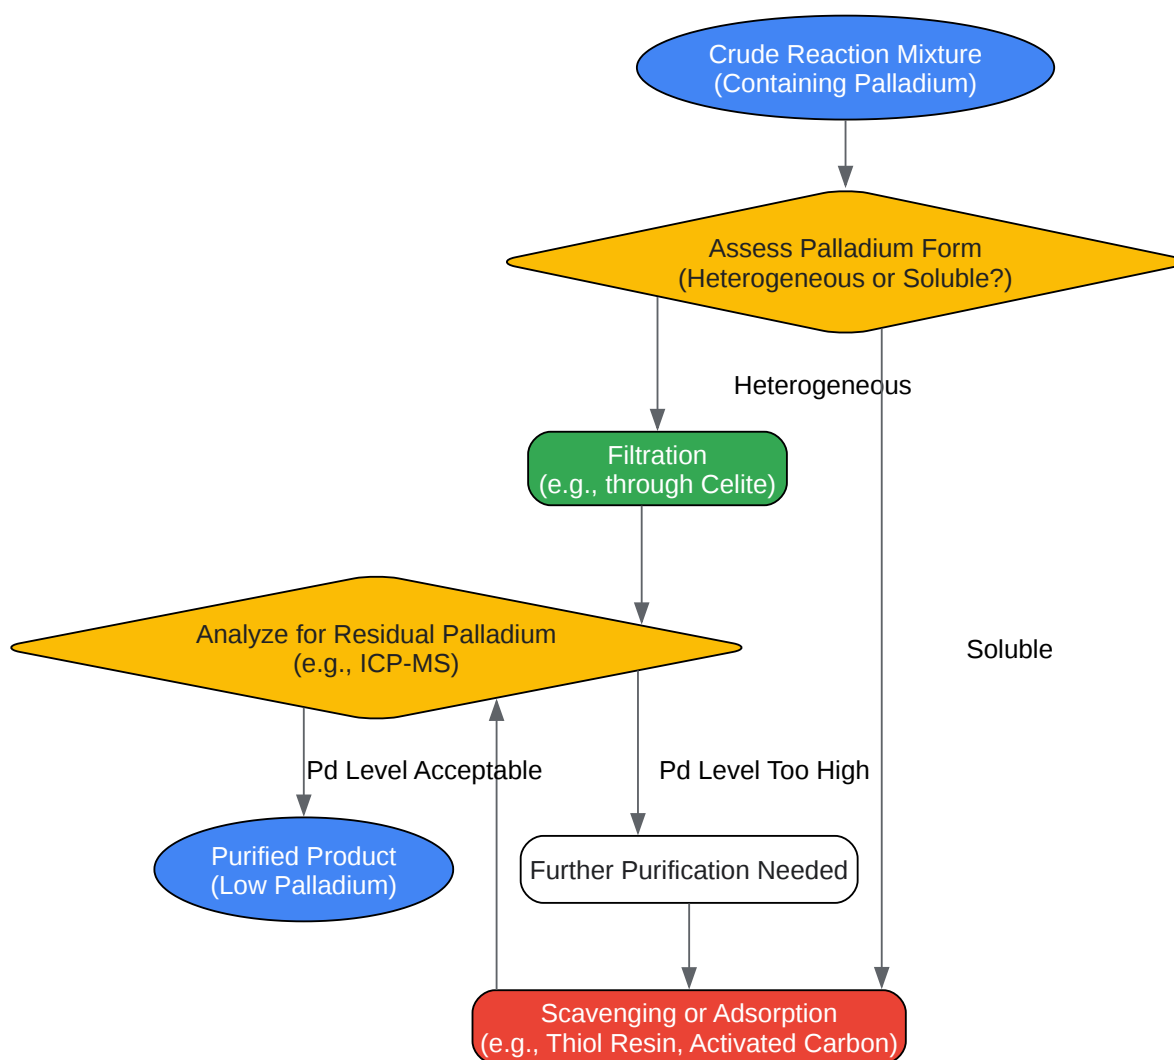 Crude Reaction Mixture
(Containing Palladium)
Assess Palladium Form
(Heterogeneous or Soluble?)
Heterogeneous
Filtration
(e.g., through Celite)
Analyze for Residual Palladium
(e.g., ICP-MS)
Soluble
Pd Level Acceptable
Pd Level Too High
Purified Product
(Low Palladium)
Further Purification Needed
Scavenging or Adsorption
(e.g., Thiol Resin, Activated Carbon)